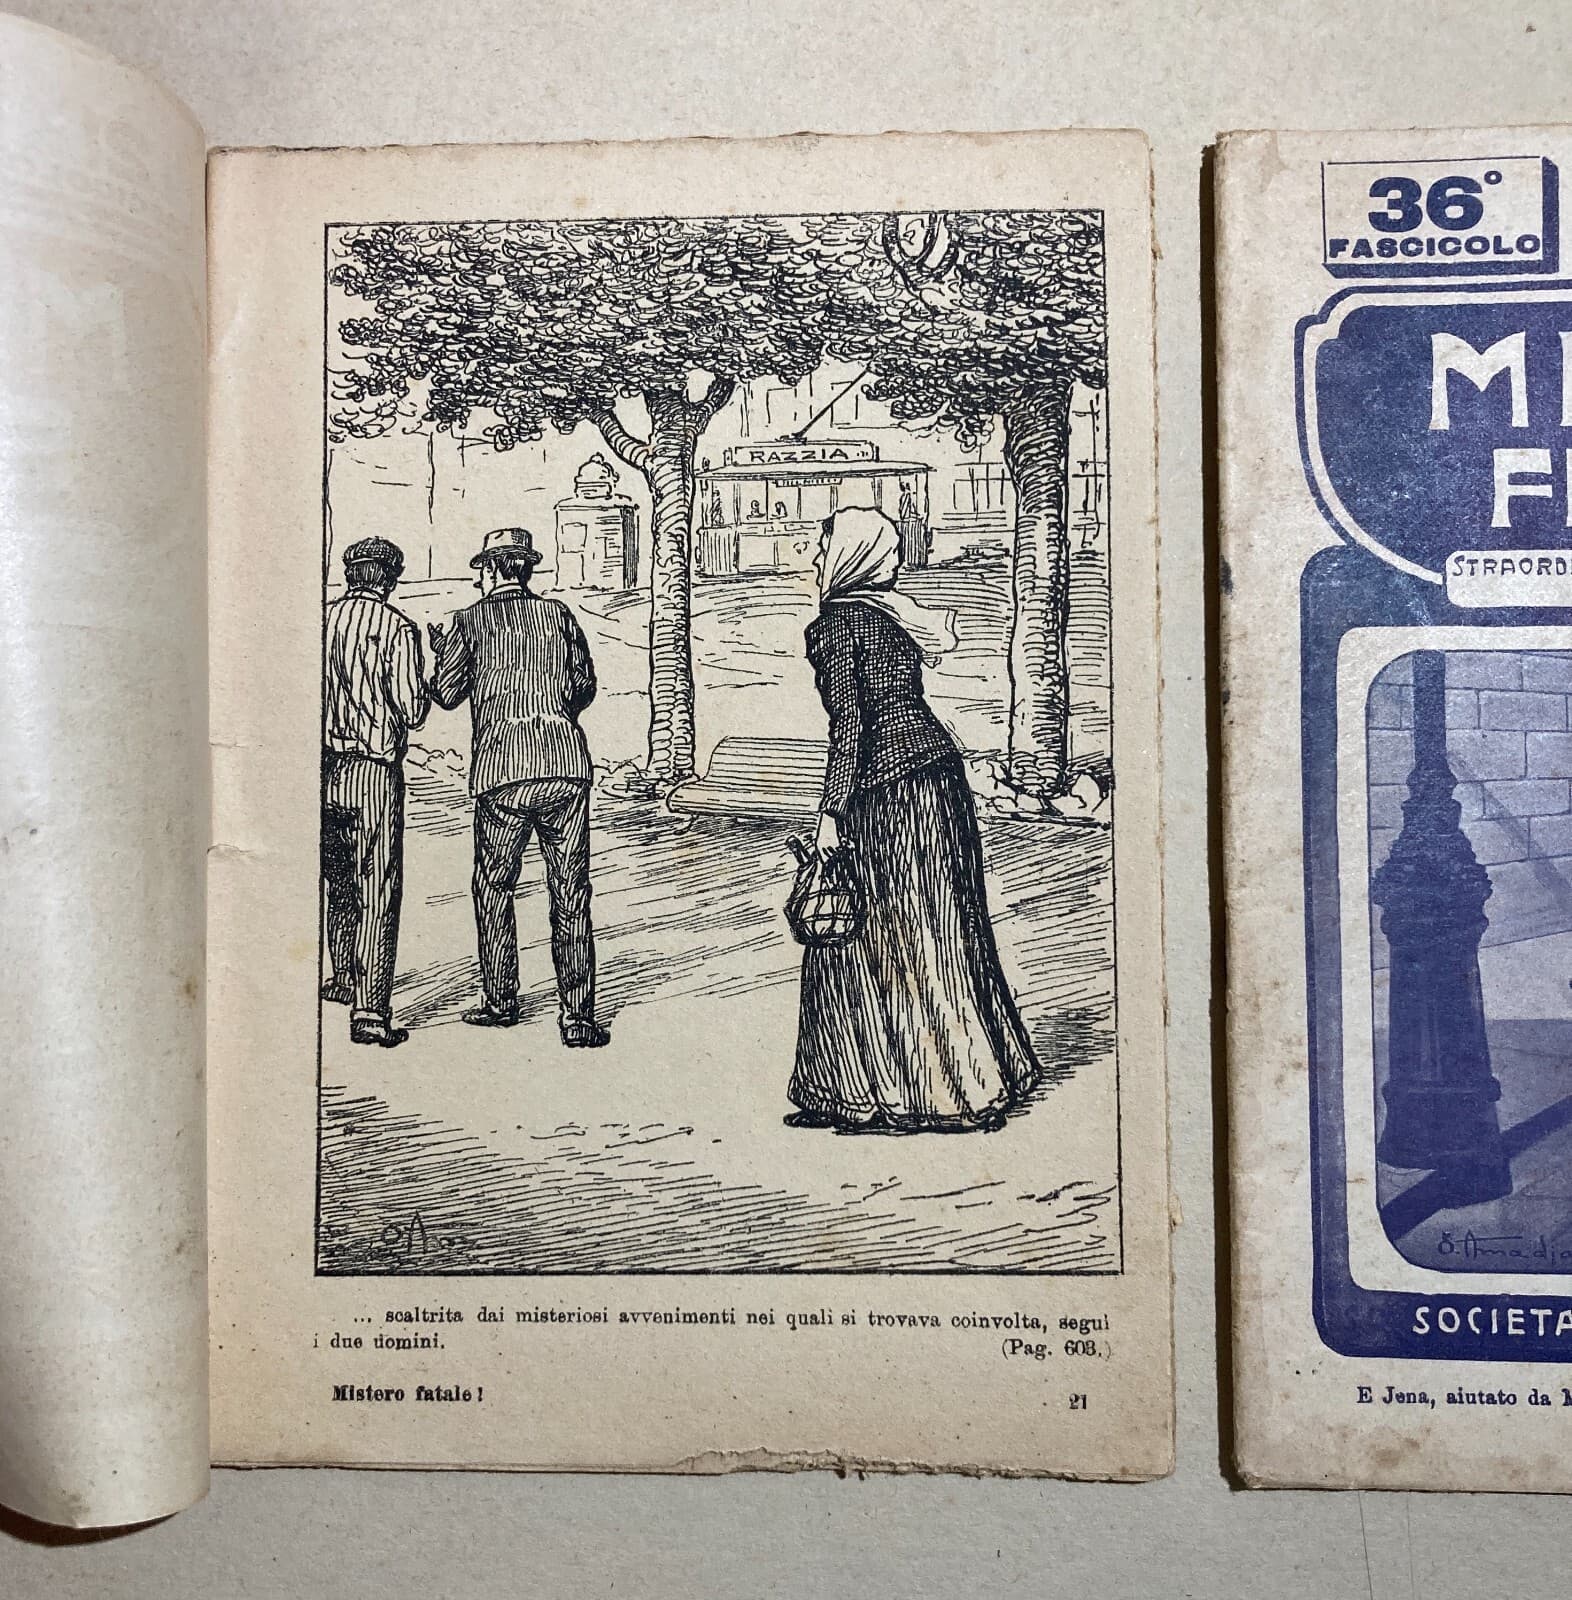 RAZZIA
... scaltrita dai misteriosi avvenimenti nei quali si trovava coinvolta, seguì
i due uomini. (Pag. 603.)
Mistero fatale! 21
36°
FASCICOLO
MI
F
STRAORD
SOCIETA
E Jena, aiutato da M